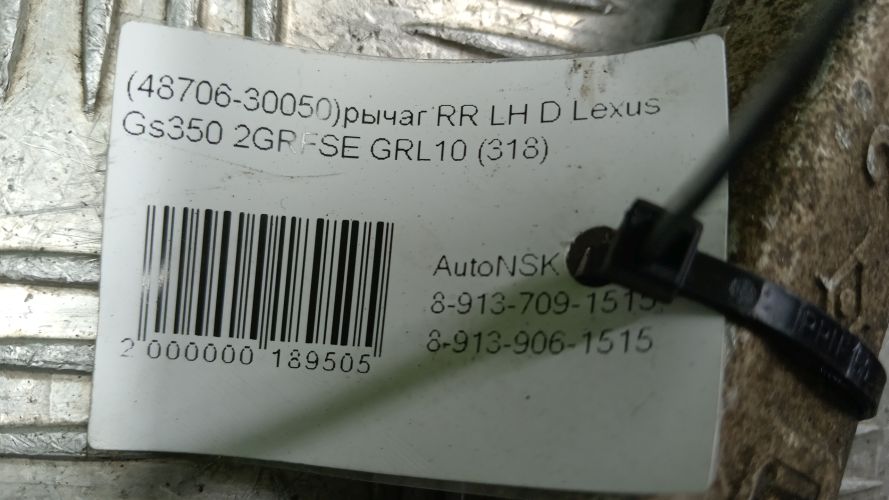 (48706-30050)рычаг RR LH D Lexus
Gs350 2GRFSE GRL10 (318)
AutoNSK
8-913-709-1515
8-913-906-1515
2 000000 189505